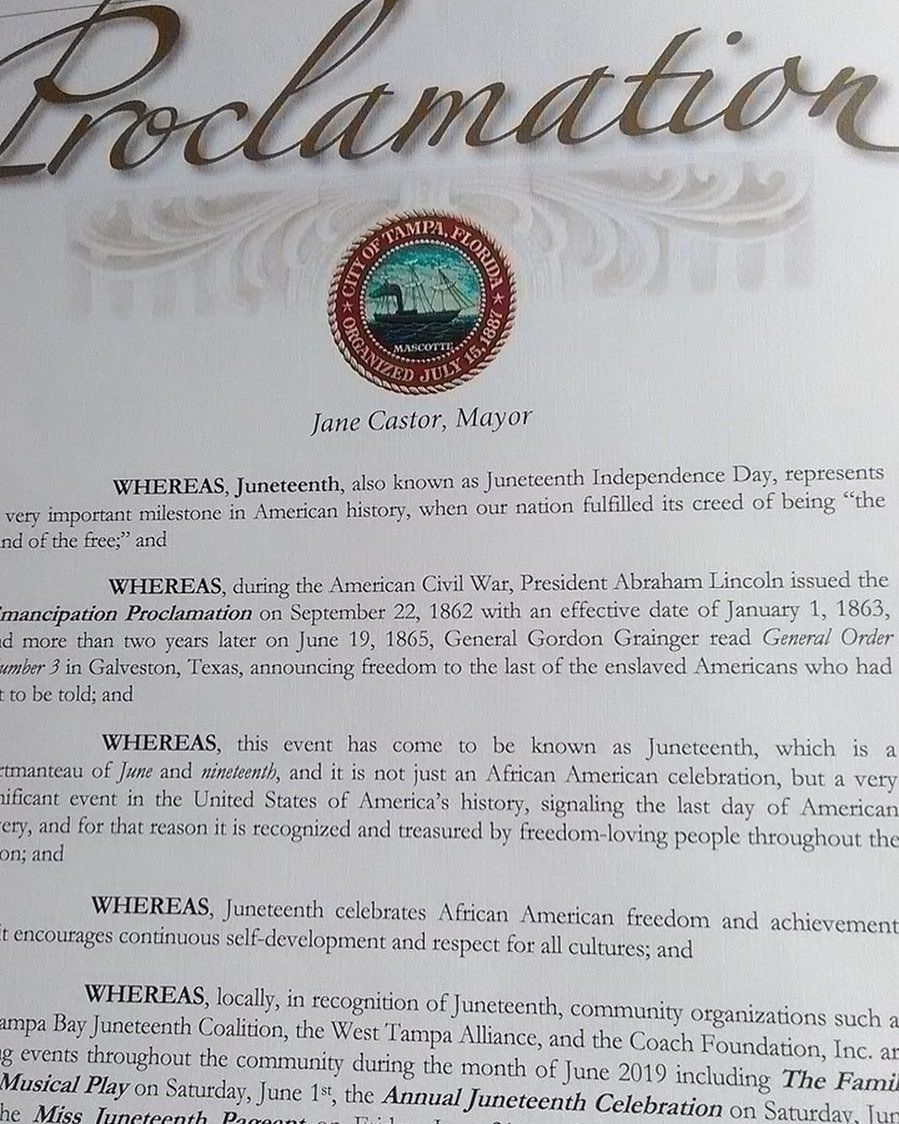 Proclamation
CITY OF TAMPA, FLORIDA
MASCOTTE
ORGANIZED JULY 15, 1887
Jane Castor, Mayor
WHEREAS, Juneteenth, also known as Juneteenth Independence Day, represents
very important milestone in American history, when our nation fulfilled its creed of being “the
nd of the free;” and
WHEREAS, during the American Civil War, President Abraham Lincoln issued the
mancipation Proclamation on September 22, 1862 with an effective date of January 1, 1863,
d more than two years later on June 19, 1865, General Gordon Grainger read General Order
umber 3 in Galveston, Texas, announcing freedom to the last of the enslaved Americans who had
t to be told; and
WHEREAS, this event has come to be known as Juneteenth, which is a
rtmanteau of June and nineteenth, and it is not just an African American celebration, but a very
nificant event in the United States of America’s history, signaling the last day of American
very, and for that reason it is recognized and treasured by freedom-loving people throughout the
on; and
WHEREAS, Juneteenth celebrates African American freedom and achievement
it encourages continuous self-development and respect for all cultures; and
WHEREAS, locally, in recognition of Juneteenth, community organizations such a
ampa Bay Juneteenth Coalition, the West Tampa Alliance, and the Coach Foundation, Inc. ar
g events throughout the community during the month of June 2019 including The Famil
Musical Play on Saturday, June 1st, the Annual Juneteenth Celebration on Saturday, Jun
he Miss Juneteenth Pageant on